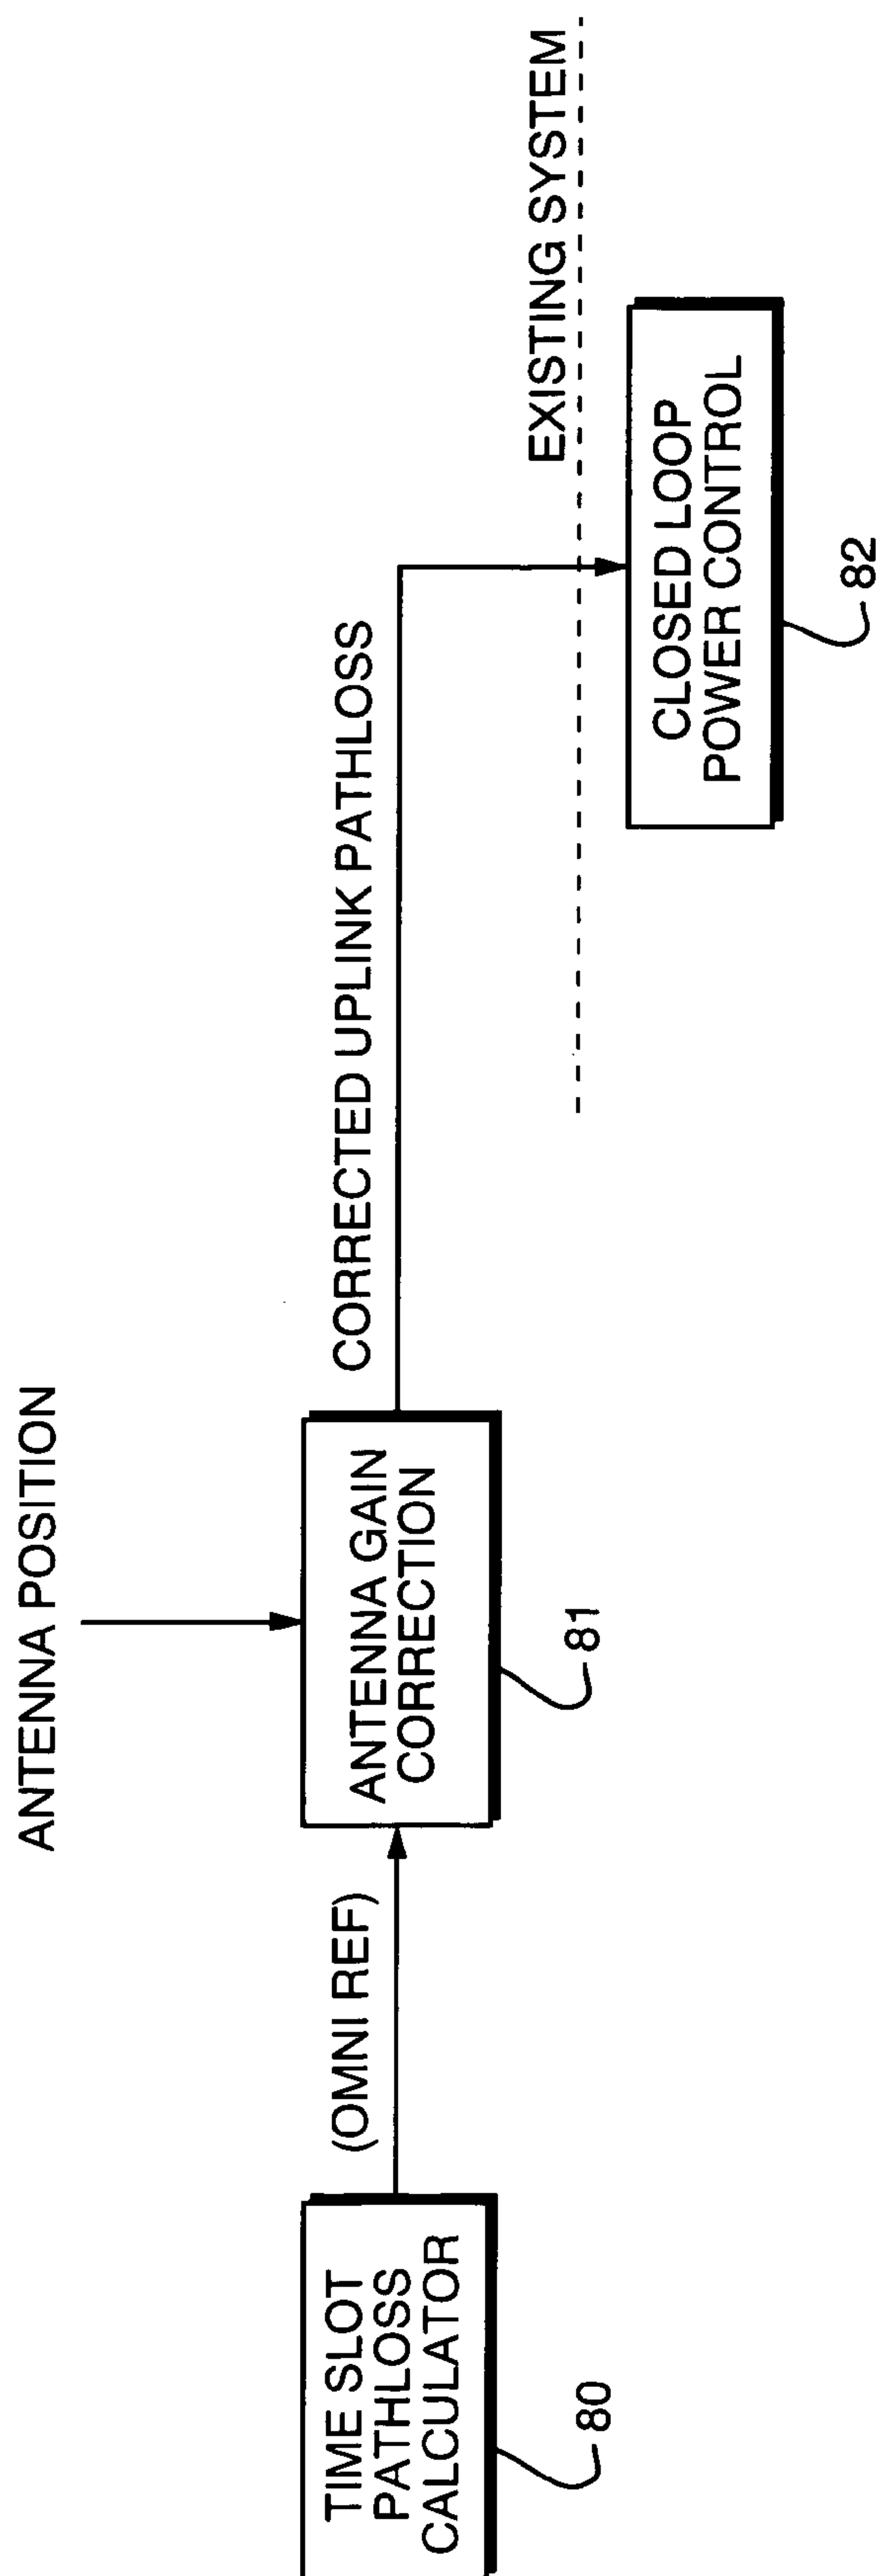 ANTENNA POSITION
TIME SLOT
PATHLOSS
CALCULATOR
80
(OMNI REF)
ANTENNA GAIN
CORRECTION
81
CORRECTED UPLINK PATHLOSS
EXISTING SYSTEM
CLOSED LOOP
POWER CONTROL
82